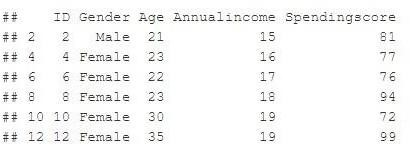 ##    ID Gender Age Annualincome Spendingscore
## 2   2   Male  21           15            81
## 4   4 Female  23           16            77
## 6   6 Female  22           17            76
## 8   8 Female  23           18            94
## 10 10 Female  30           19            72
## 12 12 Female  35           19            99